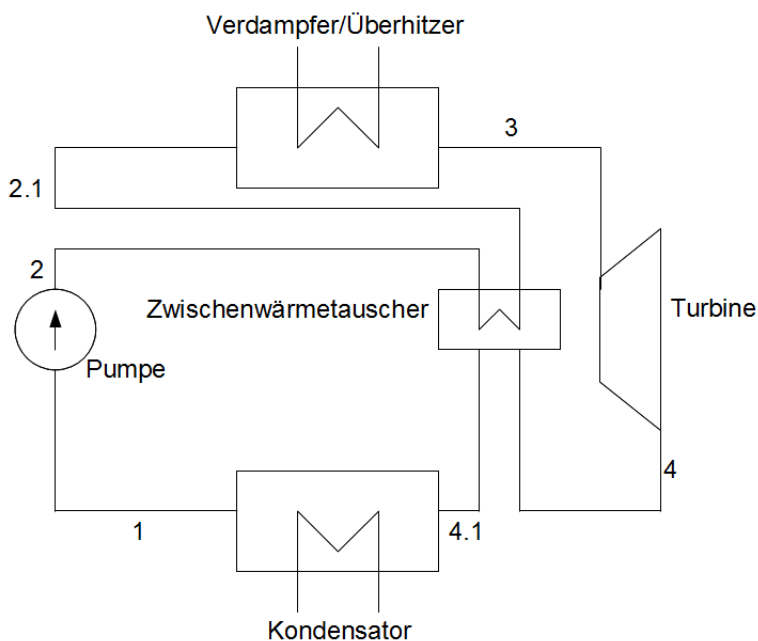 Verdampfer/Überhitzer
3
2.1
2
Zwischenwärmetauscher
Turbine
Pumpe
4
1
4.1
Kondensator